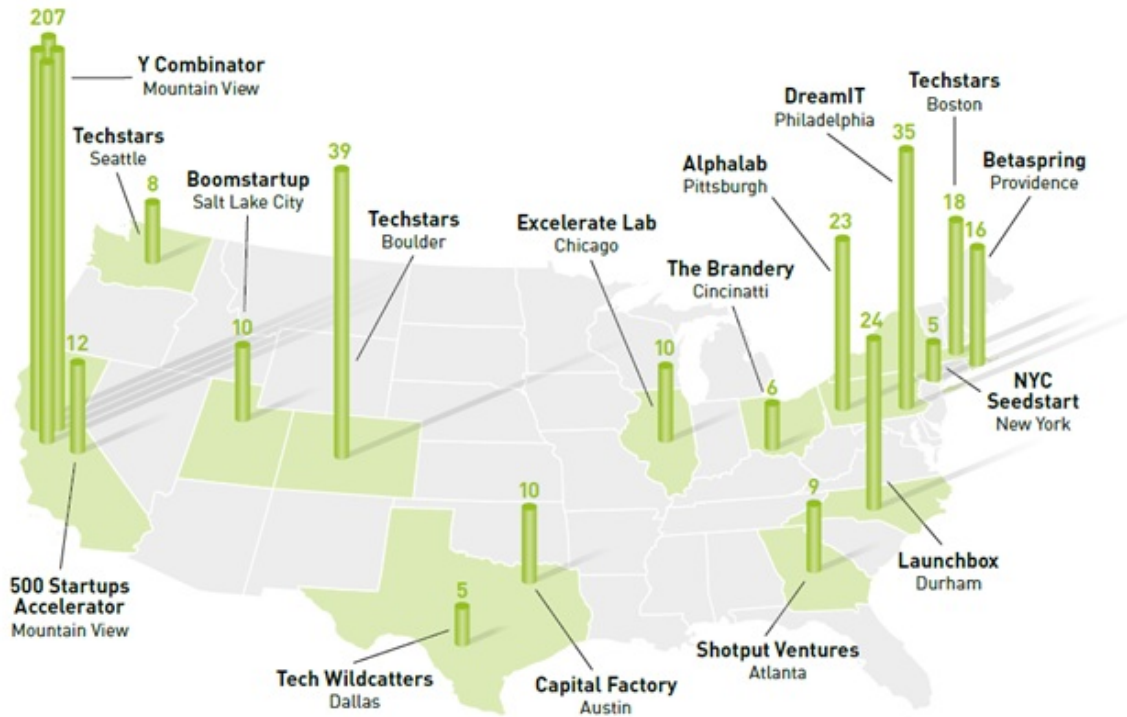 207
Y Combinator
Mountain View
Techstars
Seattle
8
Boomstartup
Salt Lake City
10
39
Techstars
Boulder
12
500 Startups
Accelerator
Mountain View
Excelerate Lab
Chicago
10
The Brandery
Cincinatti
6
Alphalab
Pittsburgh
23
DreamIT
Philadelphia
35
Techstars
Boston
18
Betaspring
Providence
16
24
5
NYC
Seedstart
New York
Launchbox
Durham
9
Shotput Ventures
Atlanta
10
Capital Factory
Austin
5
Tech Wildcatters
Dallas